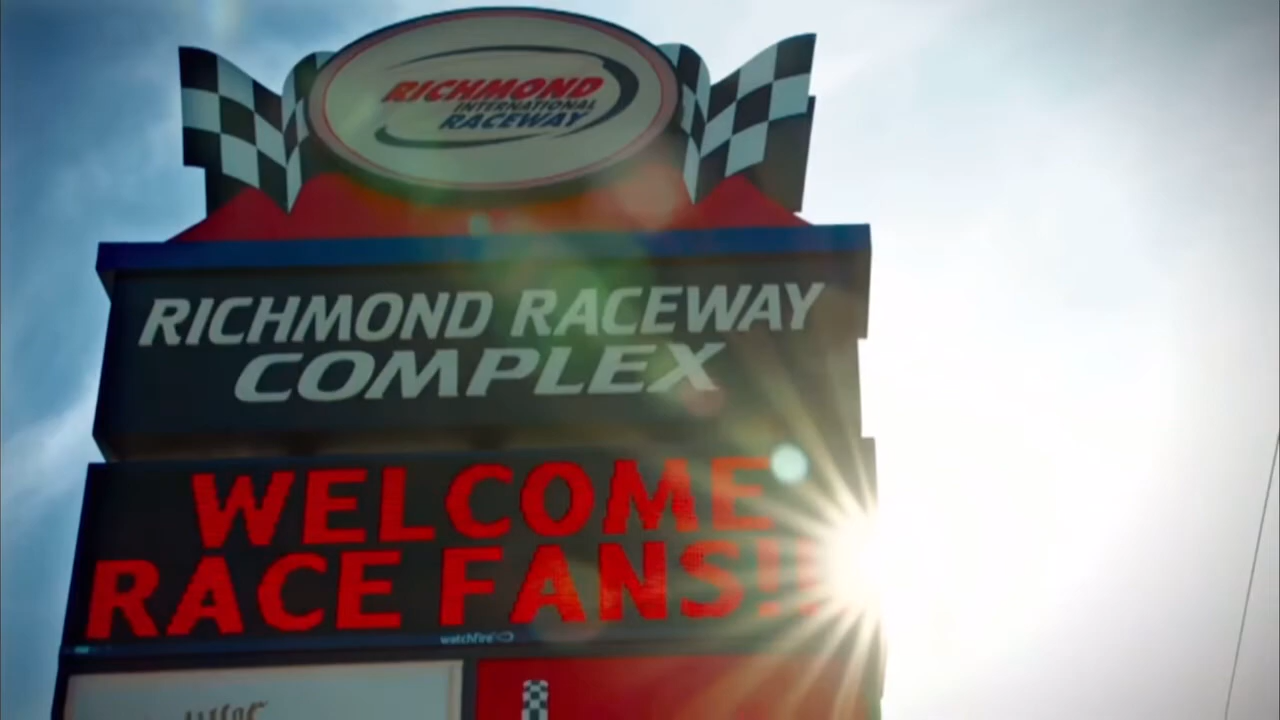 RICHMOND
INTERNATIONAL
RACEWAY
RICHMOND RACEWAY
COMPLEX
WELCOME
RACE FANS!!
watchfire